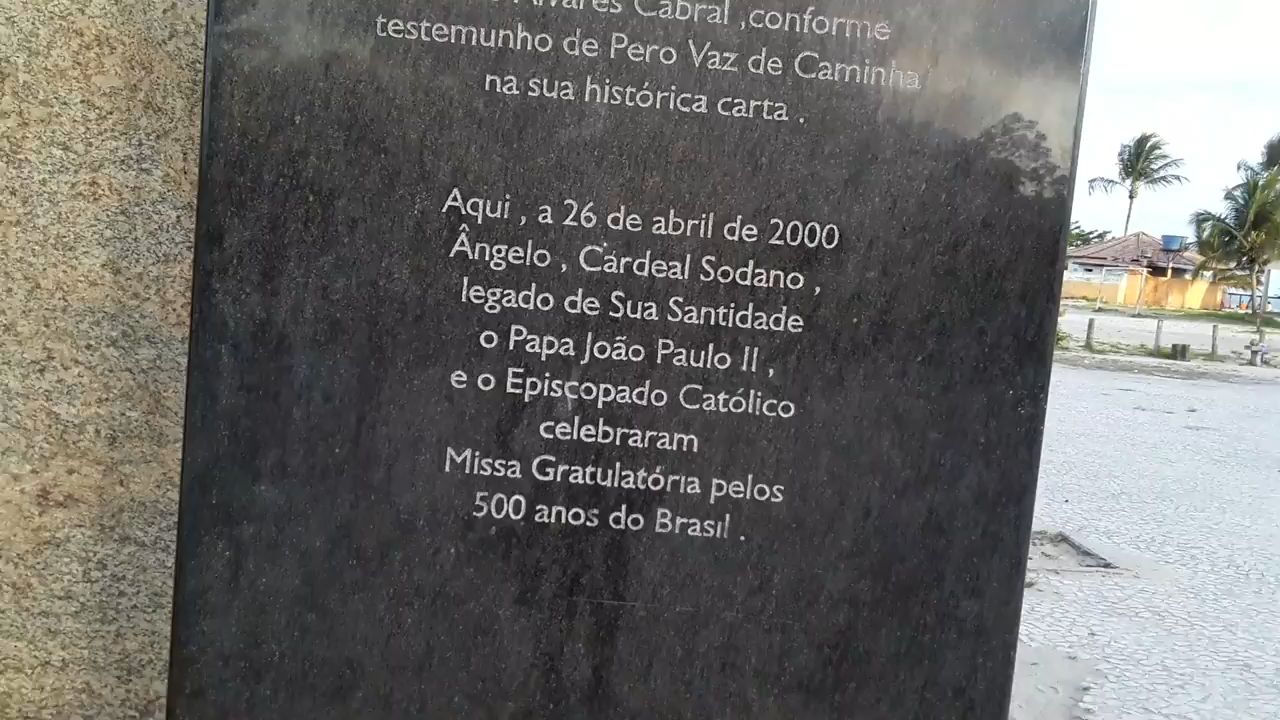 Alvares Cabral ,conforme
testemunho de Pero Vaz de Caminha
na sua histórica carta .
Aqui , a 26 de abril de 2000
Ângelo , Cardeal Sodano ,
legado de Sua Santidade
o Papa João Paulo II ,
e o Episcopado Católico
celebraram
Missa Gratulatória pelos
500 anos do Brasil .